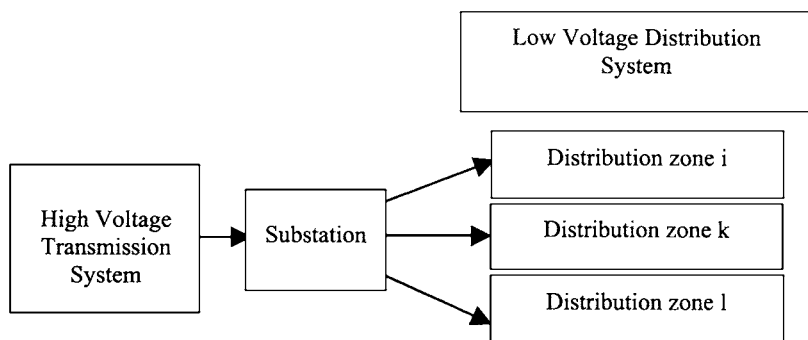 Low Voltage Distribution
System
Distribution zone i
High Voltage
Transmission
System
Substation
Distribution zone k
Distribution zone l